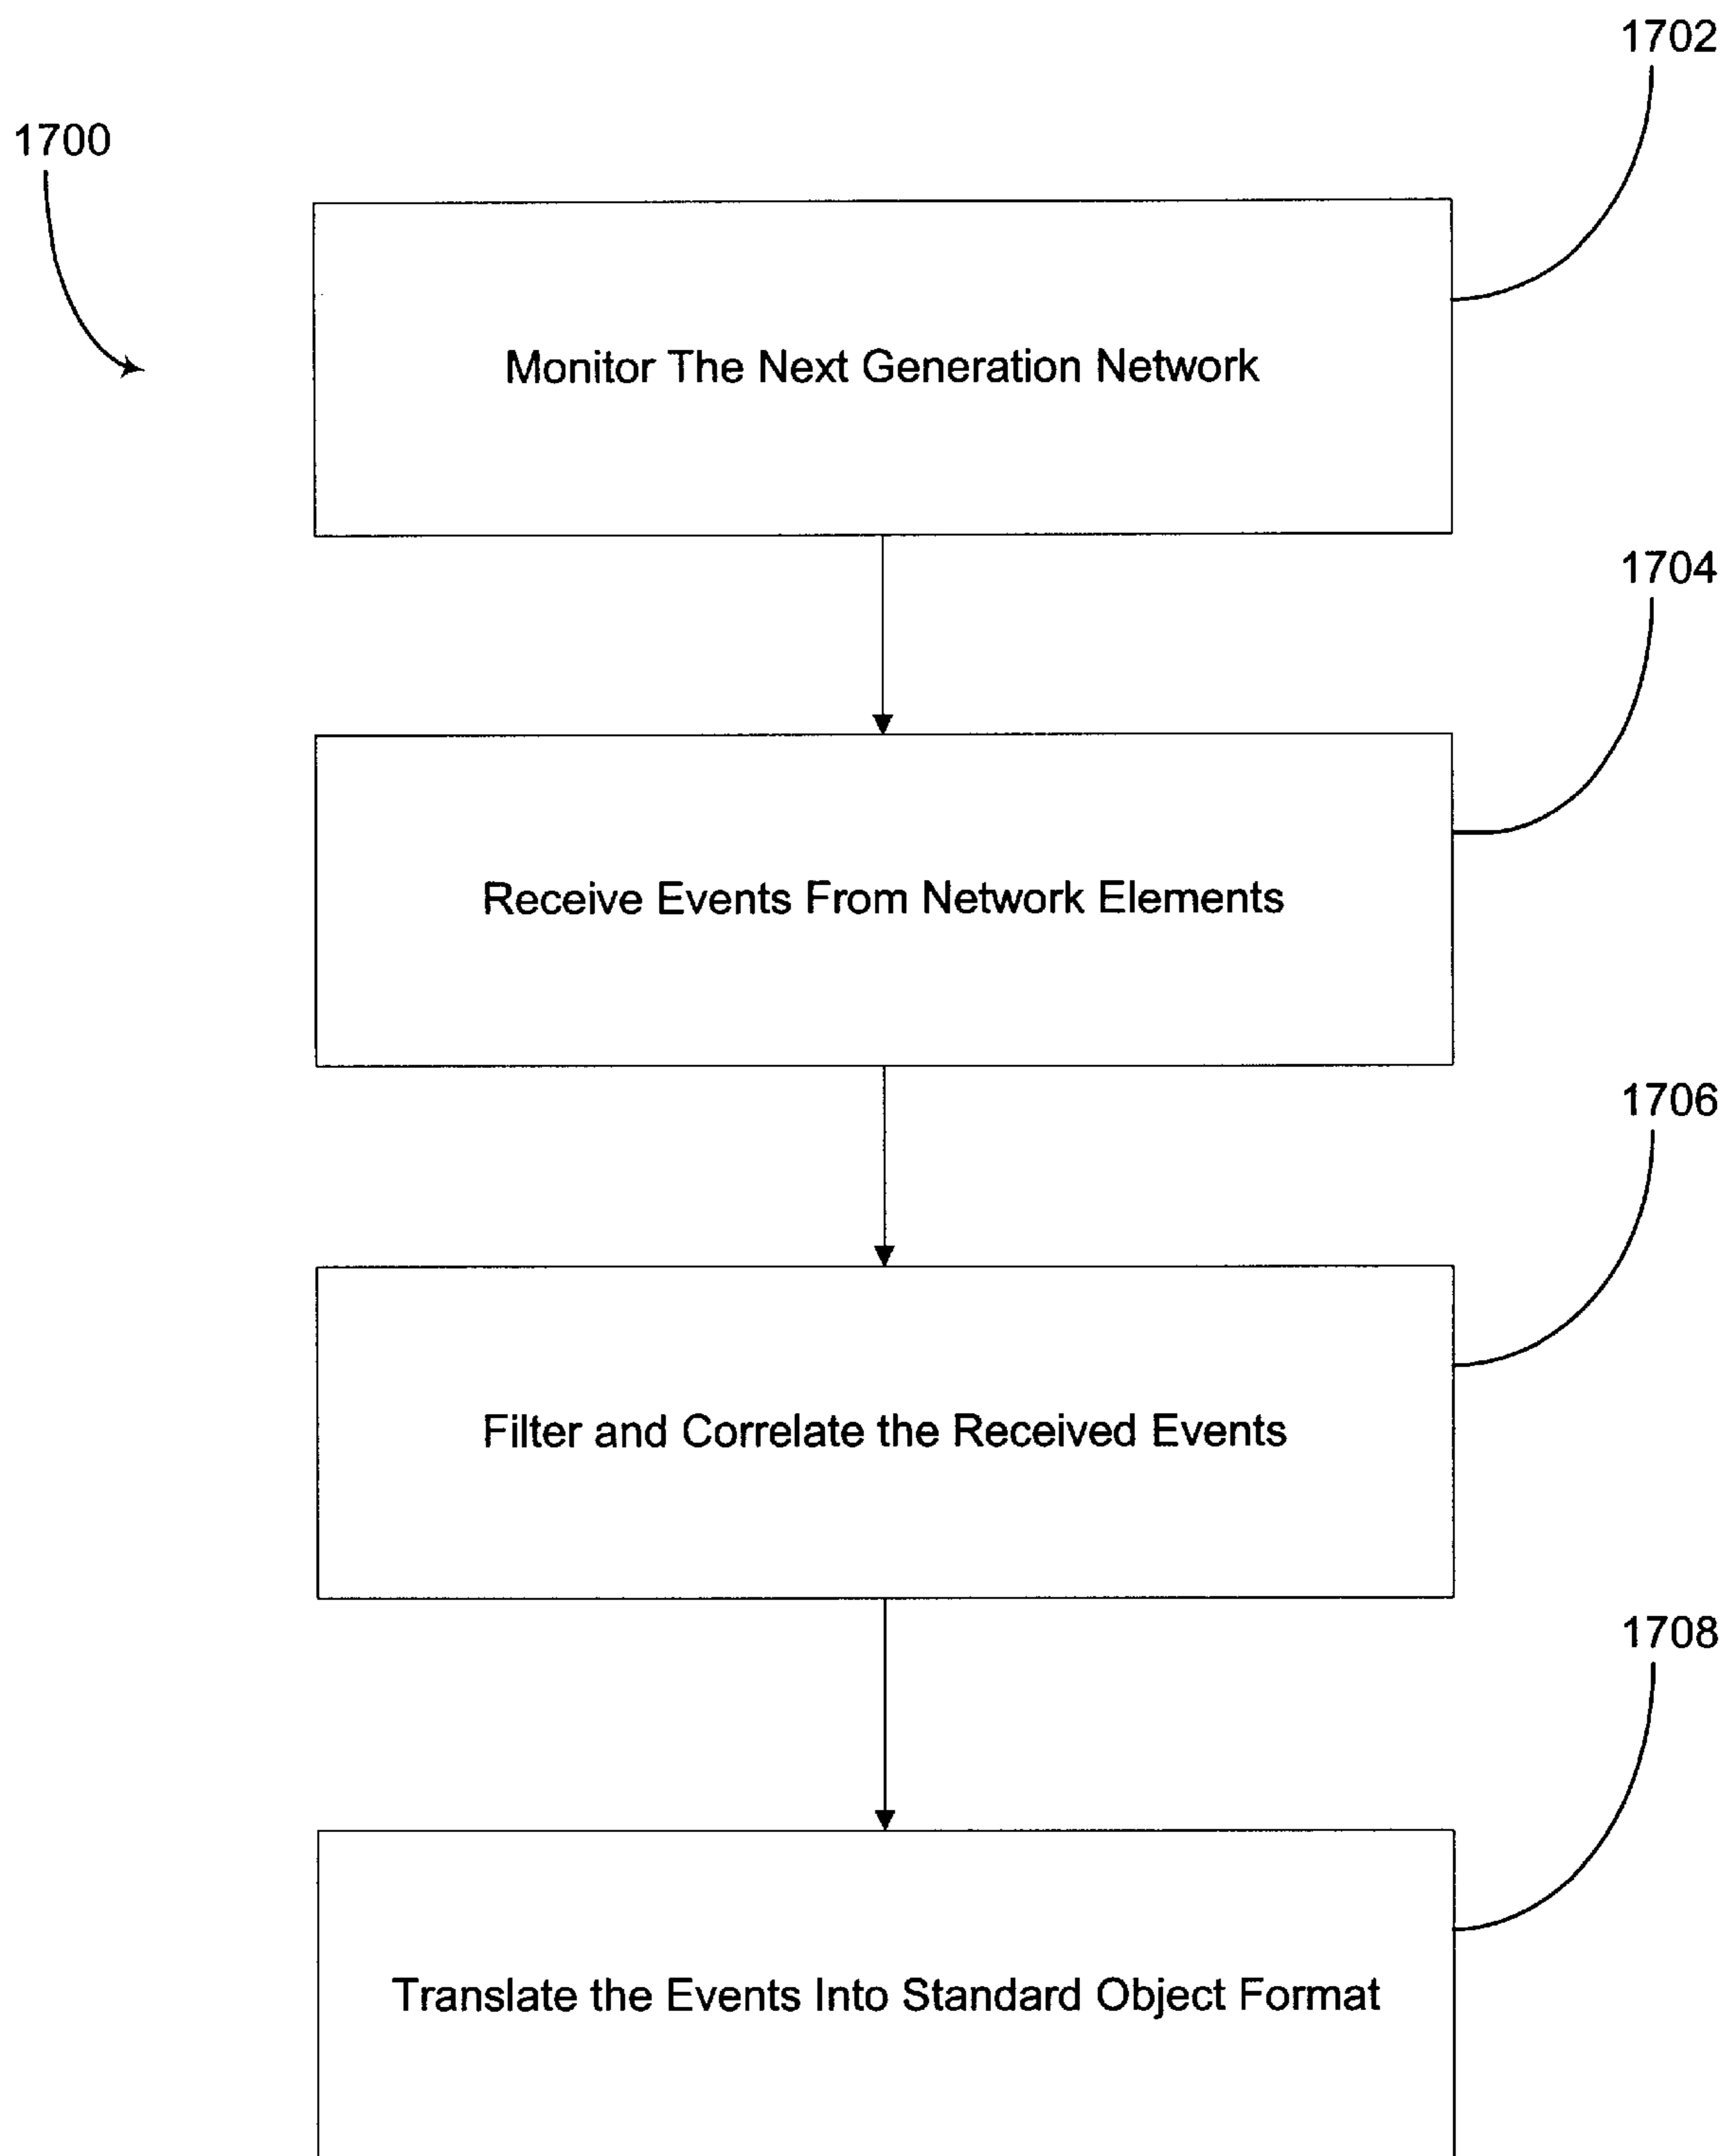 1702
1700
Monitor The Next Generation Network
1704
Receive Events From Network Elements
1706
Filter and Correlate the Received Events
1708
Translate the Events Into Standard Object Format